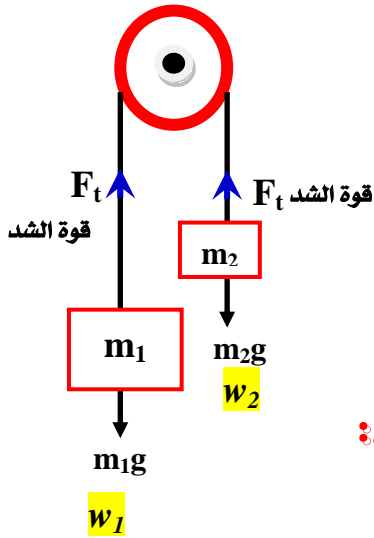 Fₜ
قوة الشد
Fₜ قوة الشد
m₂
m₁
m₂g
w₂
m₁g
w₁